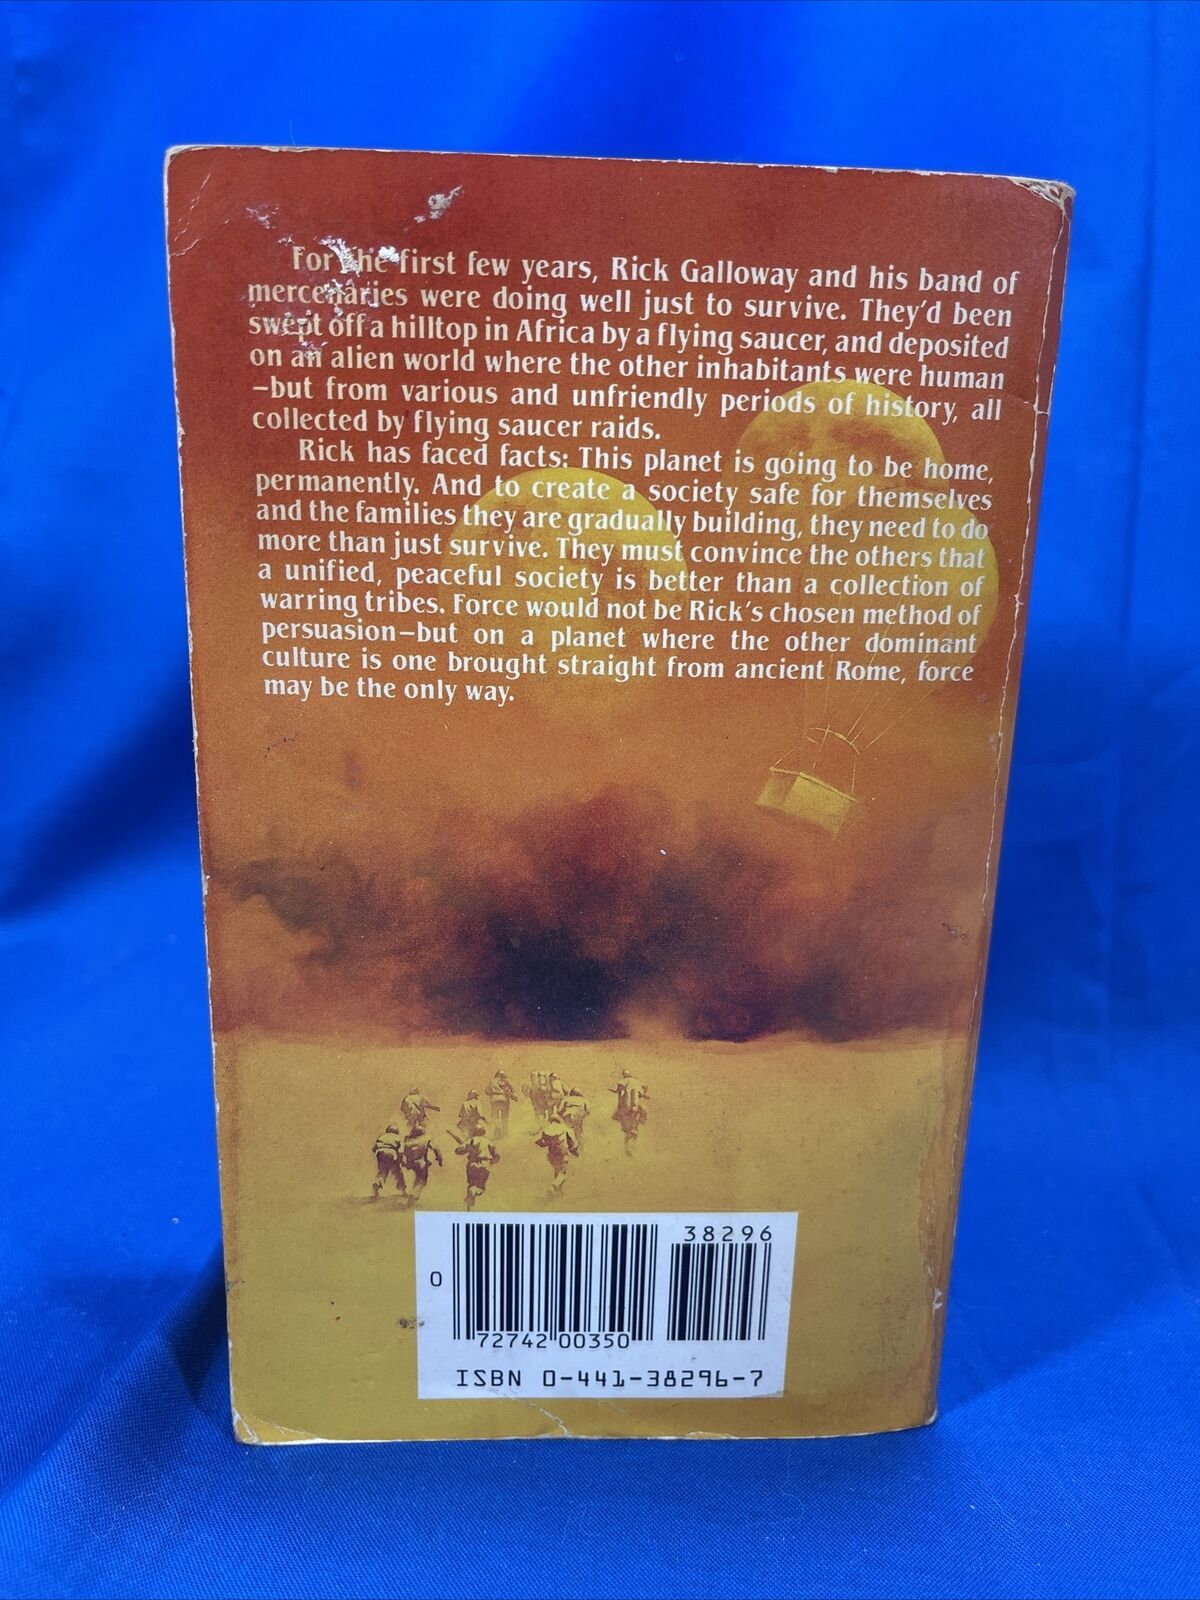 For the first few years, Rick Galloway and his band of
mercenaries were doing well just to survive. They'd been
swept off a hilltop in Africa by a flying saucer, and deposited
on an alien world where the other inhabitants were human
—but from various and unfriendly periods of history, all
collected by flying saucer raids.
Rick has faced facts: This planet is going to be home,
permanently. And to create a society safe for themselves
and the families they are gradually building, they need to do
more than just survive. They must convince the others that
a unified, peaceful society is better than a collection of
warring tribes. Force would not be Rick's chosen method of
persuasion—but on a planet where the other dominant
culture is one brought straight from ancient Rome, force
may be the only way.
38296
0
72742 00350
ISBN 0-441-38296-7